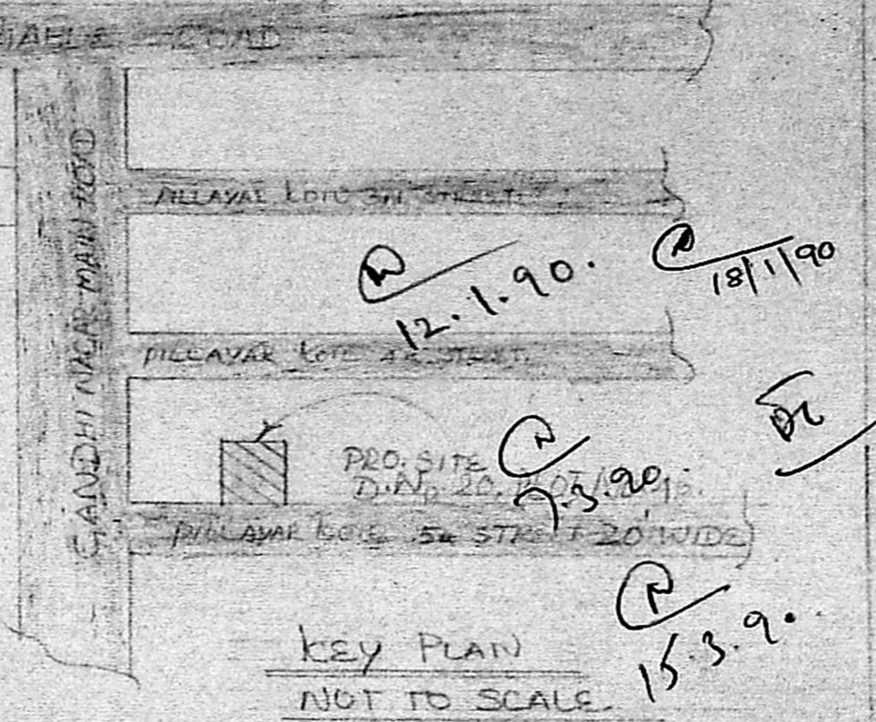 ROAD
GANDHI NAGAR MAIN ROAD
PILLAYAR KOIL 3rd STREET.
12.1.90.
18/1/90
PILLAYAR KOIL 4th STREET.
PRO. SITE
D.No 20.
7.3.90.
PILLAYAR KOIL 5th STREET 20' WIDE
15.3.90
KEY PLAN
NOT TO SCALE